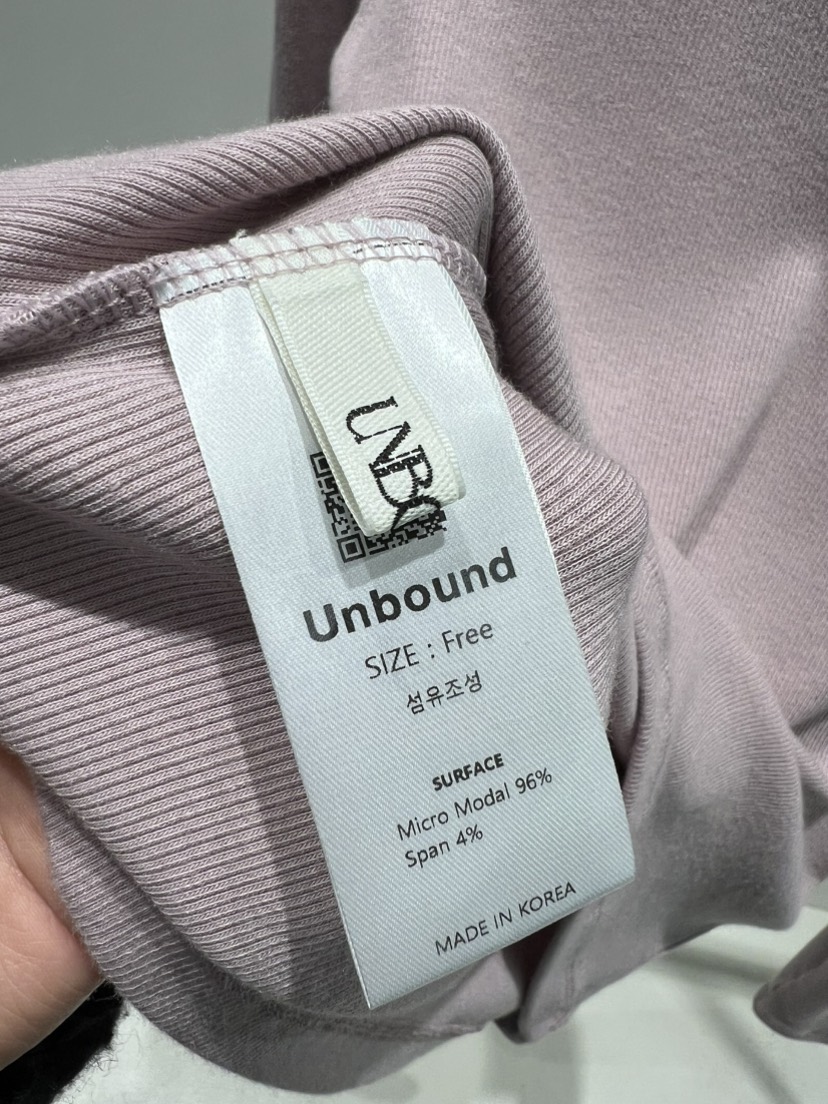 UNBO
Unbound
SIZE : Free
섬유조성
SURFACE
Micro Modal 96%
Span 4%
MADE IN KOREA